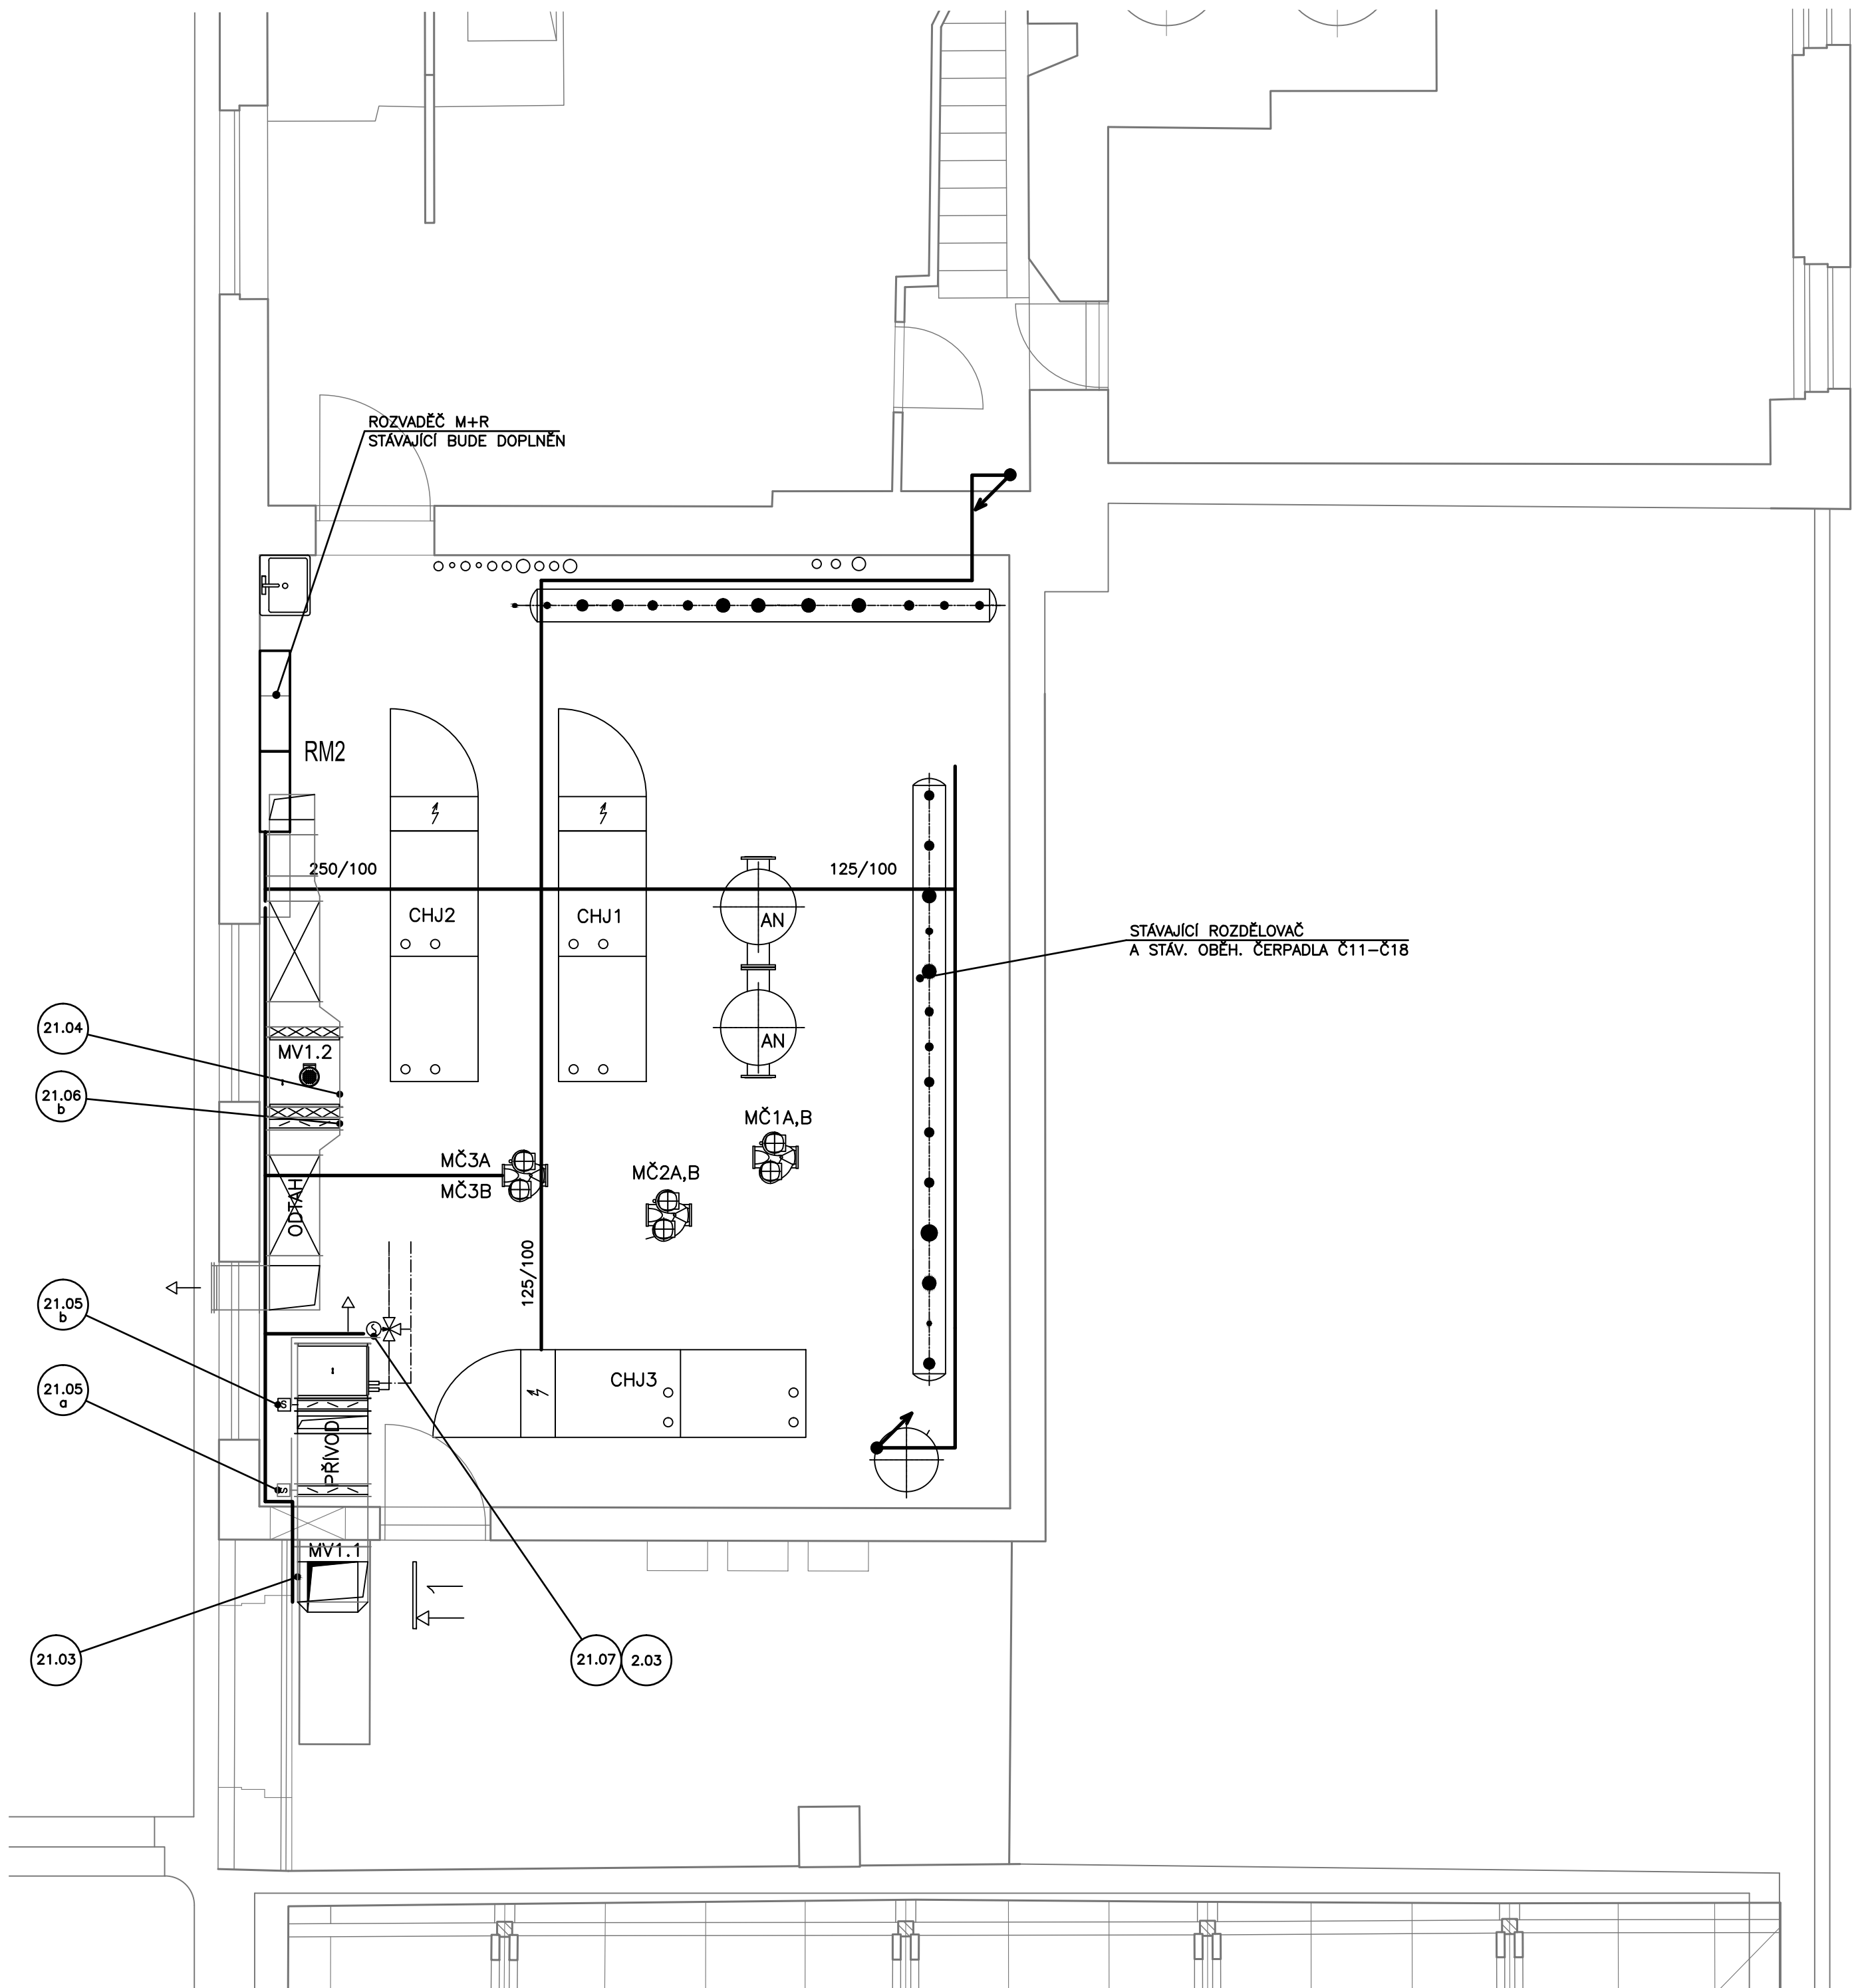 ROZVADĚČ M+R
STÁVAJÍCÍ BUDE DOPLNĚN
RM2
250/100
125/100
CHJ2
CHJ1
AN
STÁVAJÍCÍ ROZDĚLOVAČ
A STÁV. OBĚH. ČERPADLA Č11-Č18
21.04
AN
MV1.2
21.06
b
MČ1A,B
MČ3A
MČ2A,B
MČ3B
ODTAH
125/100
21.05
b
CHJ3
21.05
a
S
PŘÍVOD
S
MV1.1
1
21.03
21.07
2.03